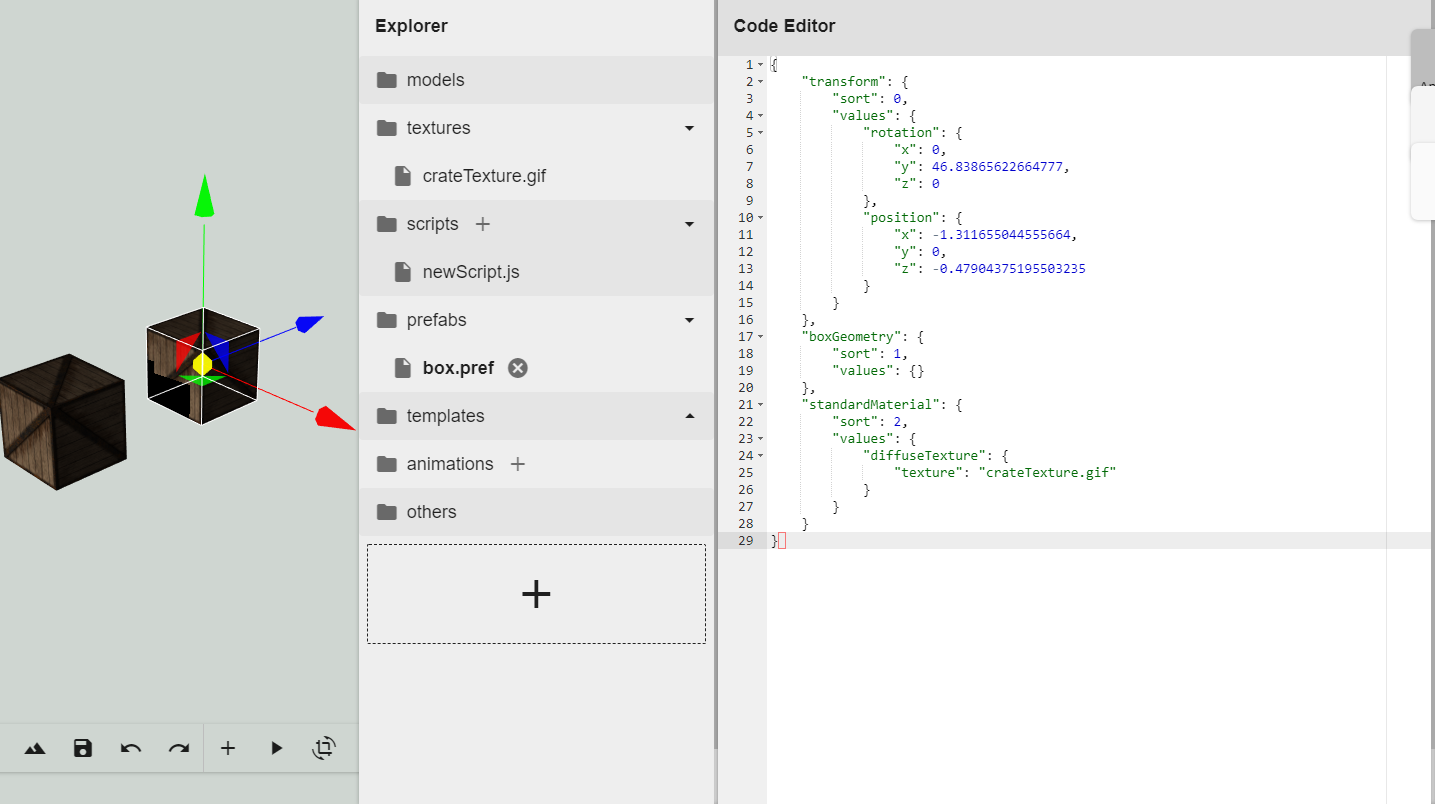 Explorer
models
textures
crateTexture.gif
scripts
newScript.js
prefabs
box.pref
templates
animations
others
Code Editor
1 {
2     "transform": {
3         "sort": 0,
4         "values": {
5             "rotation": {
6                 "x": 0,
7                 "y": 46.83865622664777,
8                 "z": 0
9             },
10             "position": {
11                 "x": -1.311655044555664,
12                 "y": 0,
13                 "z": -0.47904375195503235
14             }
15         }
16     },
17     "boxGeometry": {
18         "sort": 1,
19         "values": {}
20     },
21     "standardMaterial": {
22         "sort": 2,
23         "values": {
24             "diffuseTexture": {
25                 "texture": "crateTexture.gif"
26             }
27         }
28     }
29 }